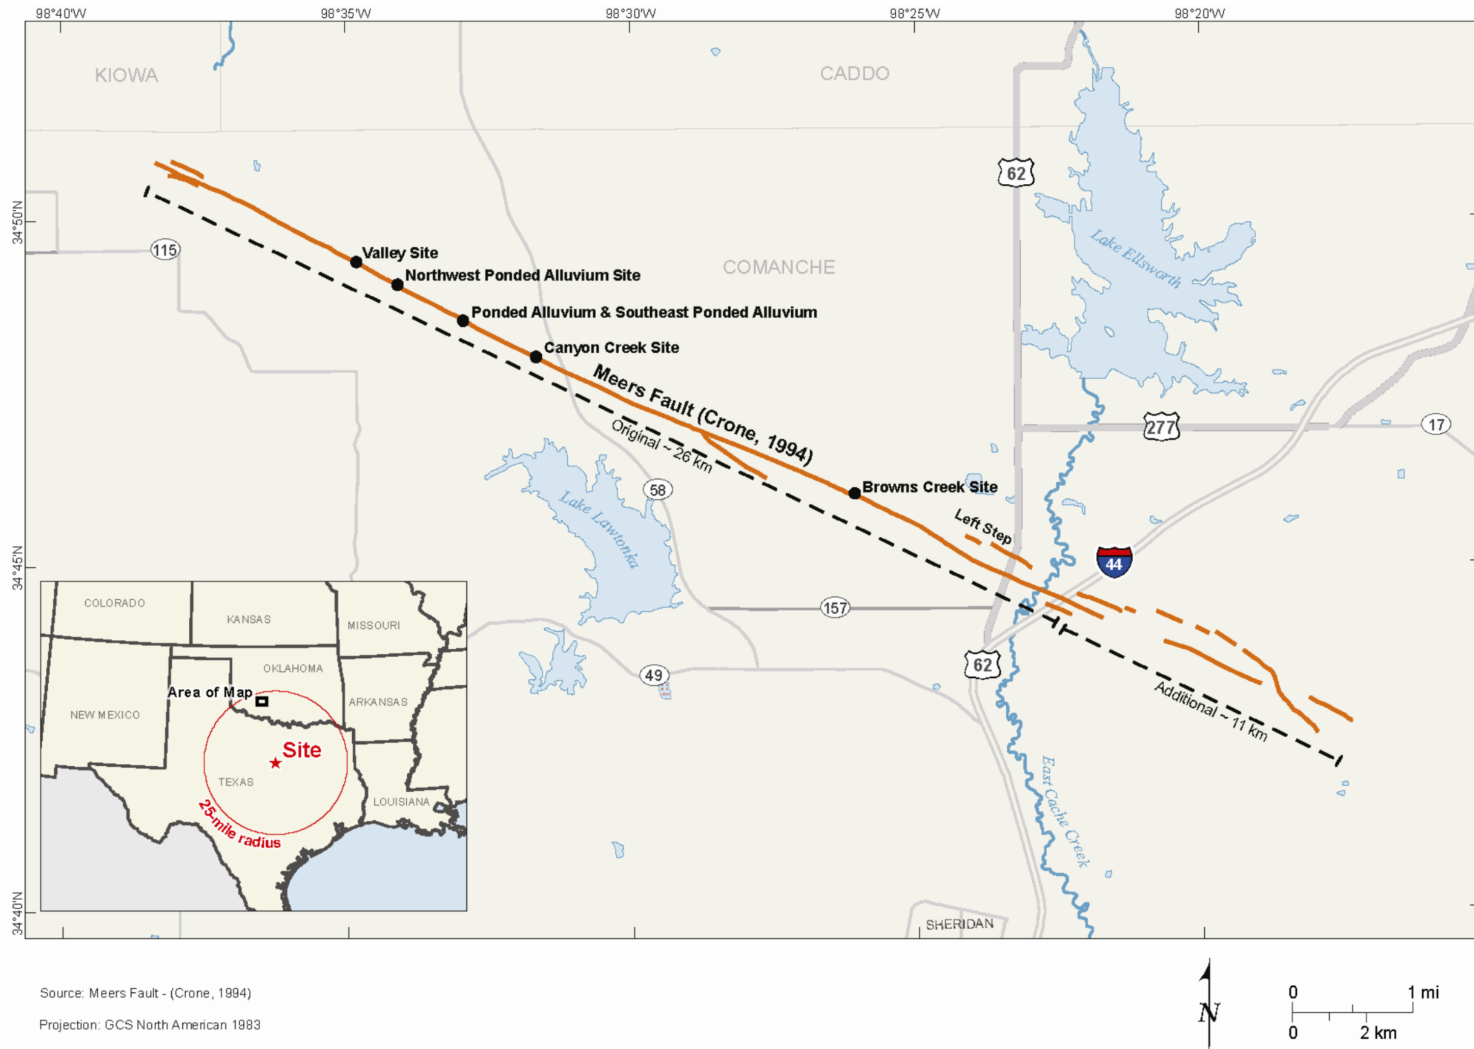 98°40'W
98°35'W
98°30'W
98°25'W
98°20'W
KIOWA
CADDO
62
34°50'N
115
Valley Site
Northwest Ponded Alluvium Site
COMANCHE
Lake Ellsworth
Ponded Alluvium & Southeast Ponded Alluvium
Canyon Creek Site
Meers Fault (Crone, 1994)
Original ~ 26 km
277
17
58
Browns Creek Site
Lake Lawtonka
Left Step
44
34°45'N
157
62
49
Additional ~ 11 km
East Cache Creek
COLORADO
KANSAS
MISSOURI
OKLAHOMA
Area of Map
ARKANSAS
NEW MEXICO
Site
TEXAS
LOUISIANA
25-mile radius
34°40'N
SHERIDAN
Source: Meers Fault - (Crone, 1994)
Projection: GCS North American 1983
N
0 1 mi
0 2 km